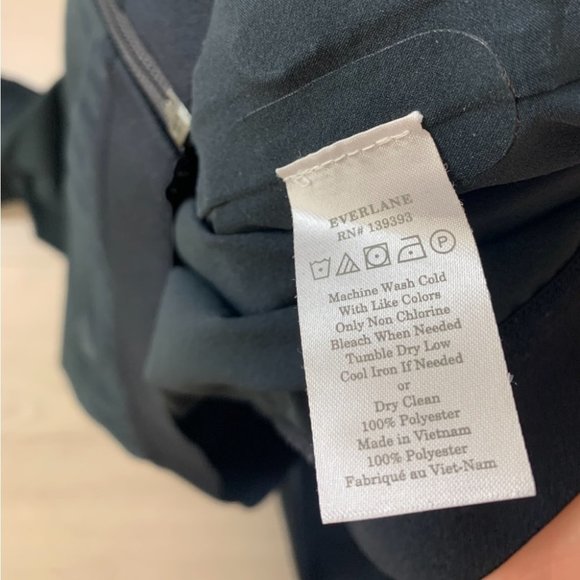 EVERLANE
RN# 139393
P
Machine Wash Cold
With Like Colors
Only Non Chlorine
Bleach When Needed
Tumble Dry Low
Cool Iron If Needed
or
Dry Clean
100% Polyester
Made in Vietnam
100% Polyester
Fabriqué au Viet-Nam